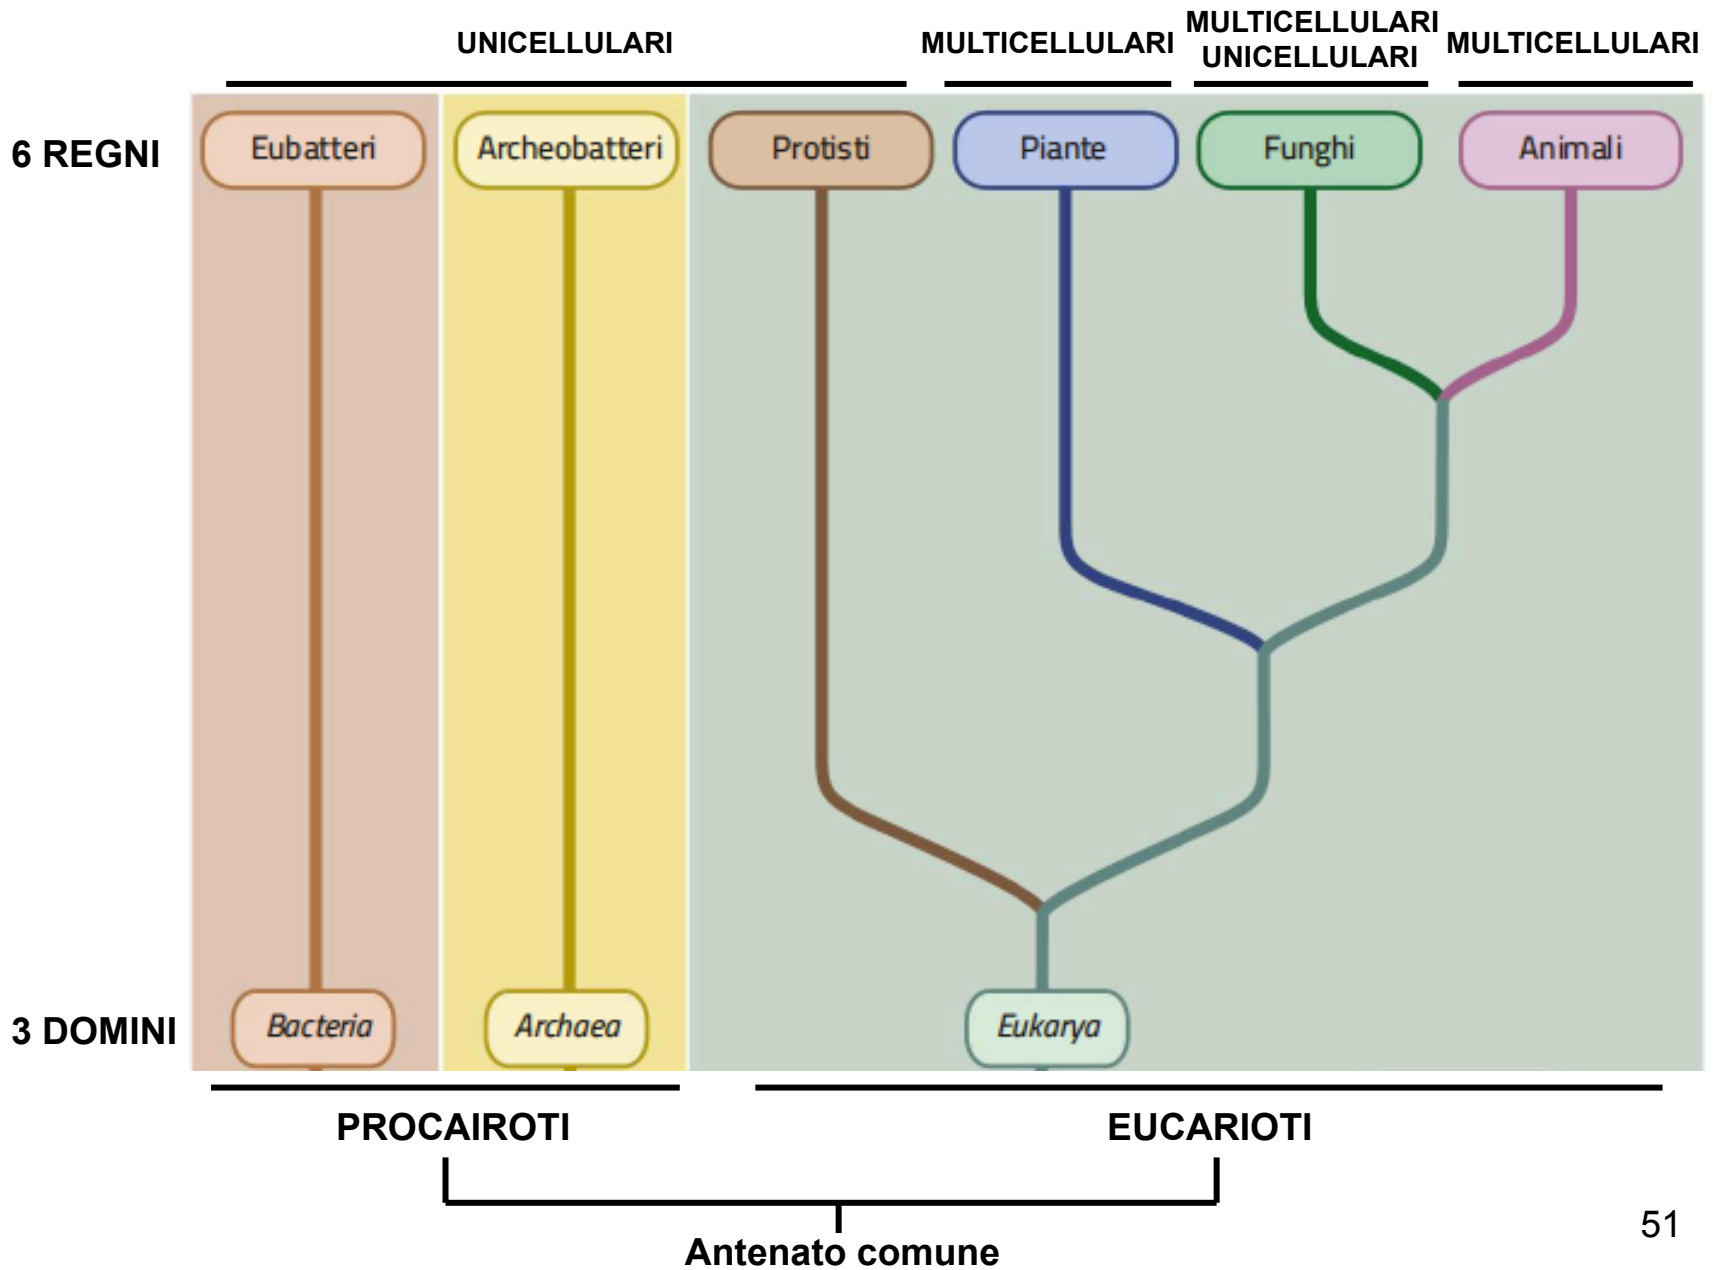 UNICELLULARI
MULTICELLULARI
MULTICELLULARI
UNICELLULARI
MULTICELLULARI
6 REGNI
Eubatteri
Archeobatteri
Protisti
Piante
Funghi
Animali
3 DOMINI
Bacteria
Archaea
Eukarya
PROCAIROTI
EUCARIOTI
Antenato comune
51